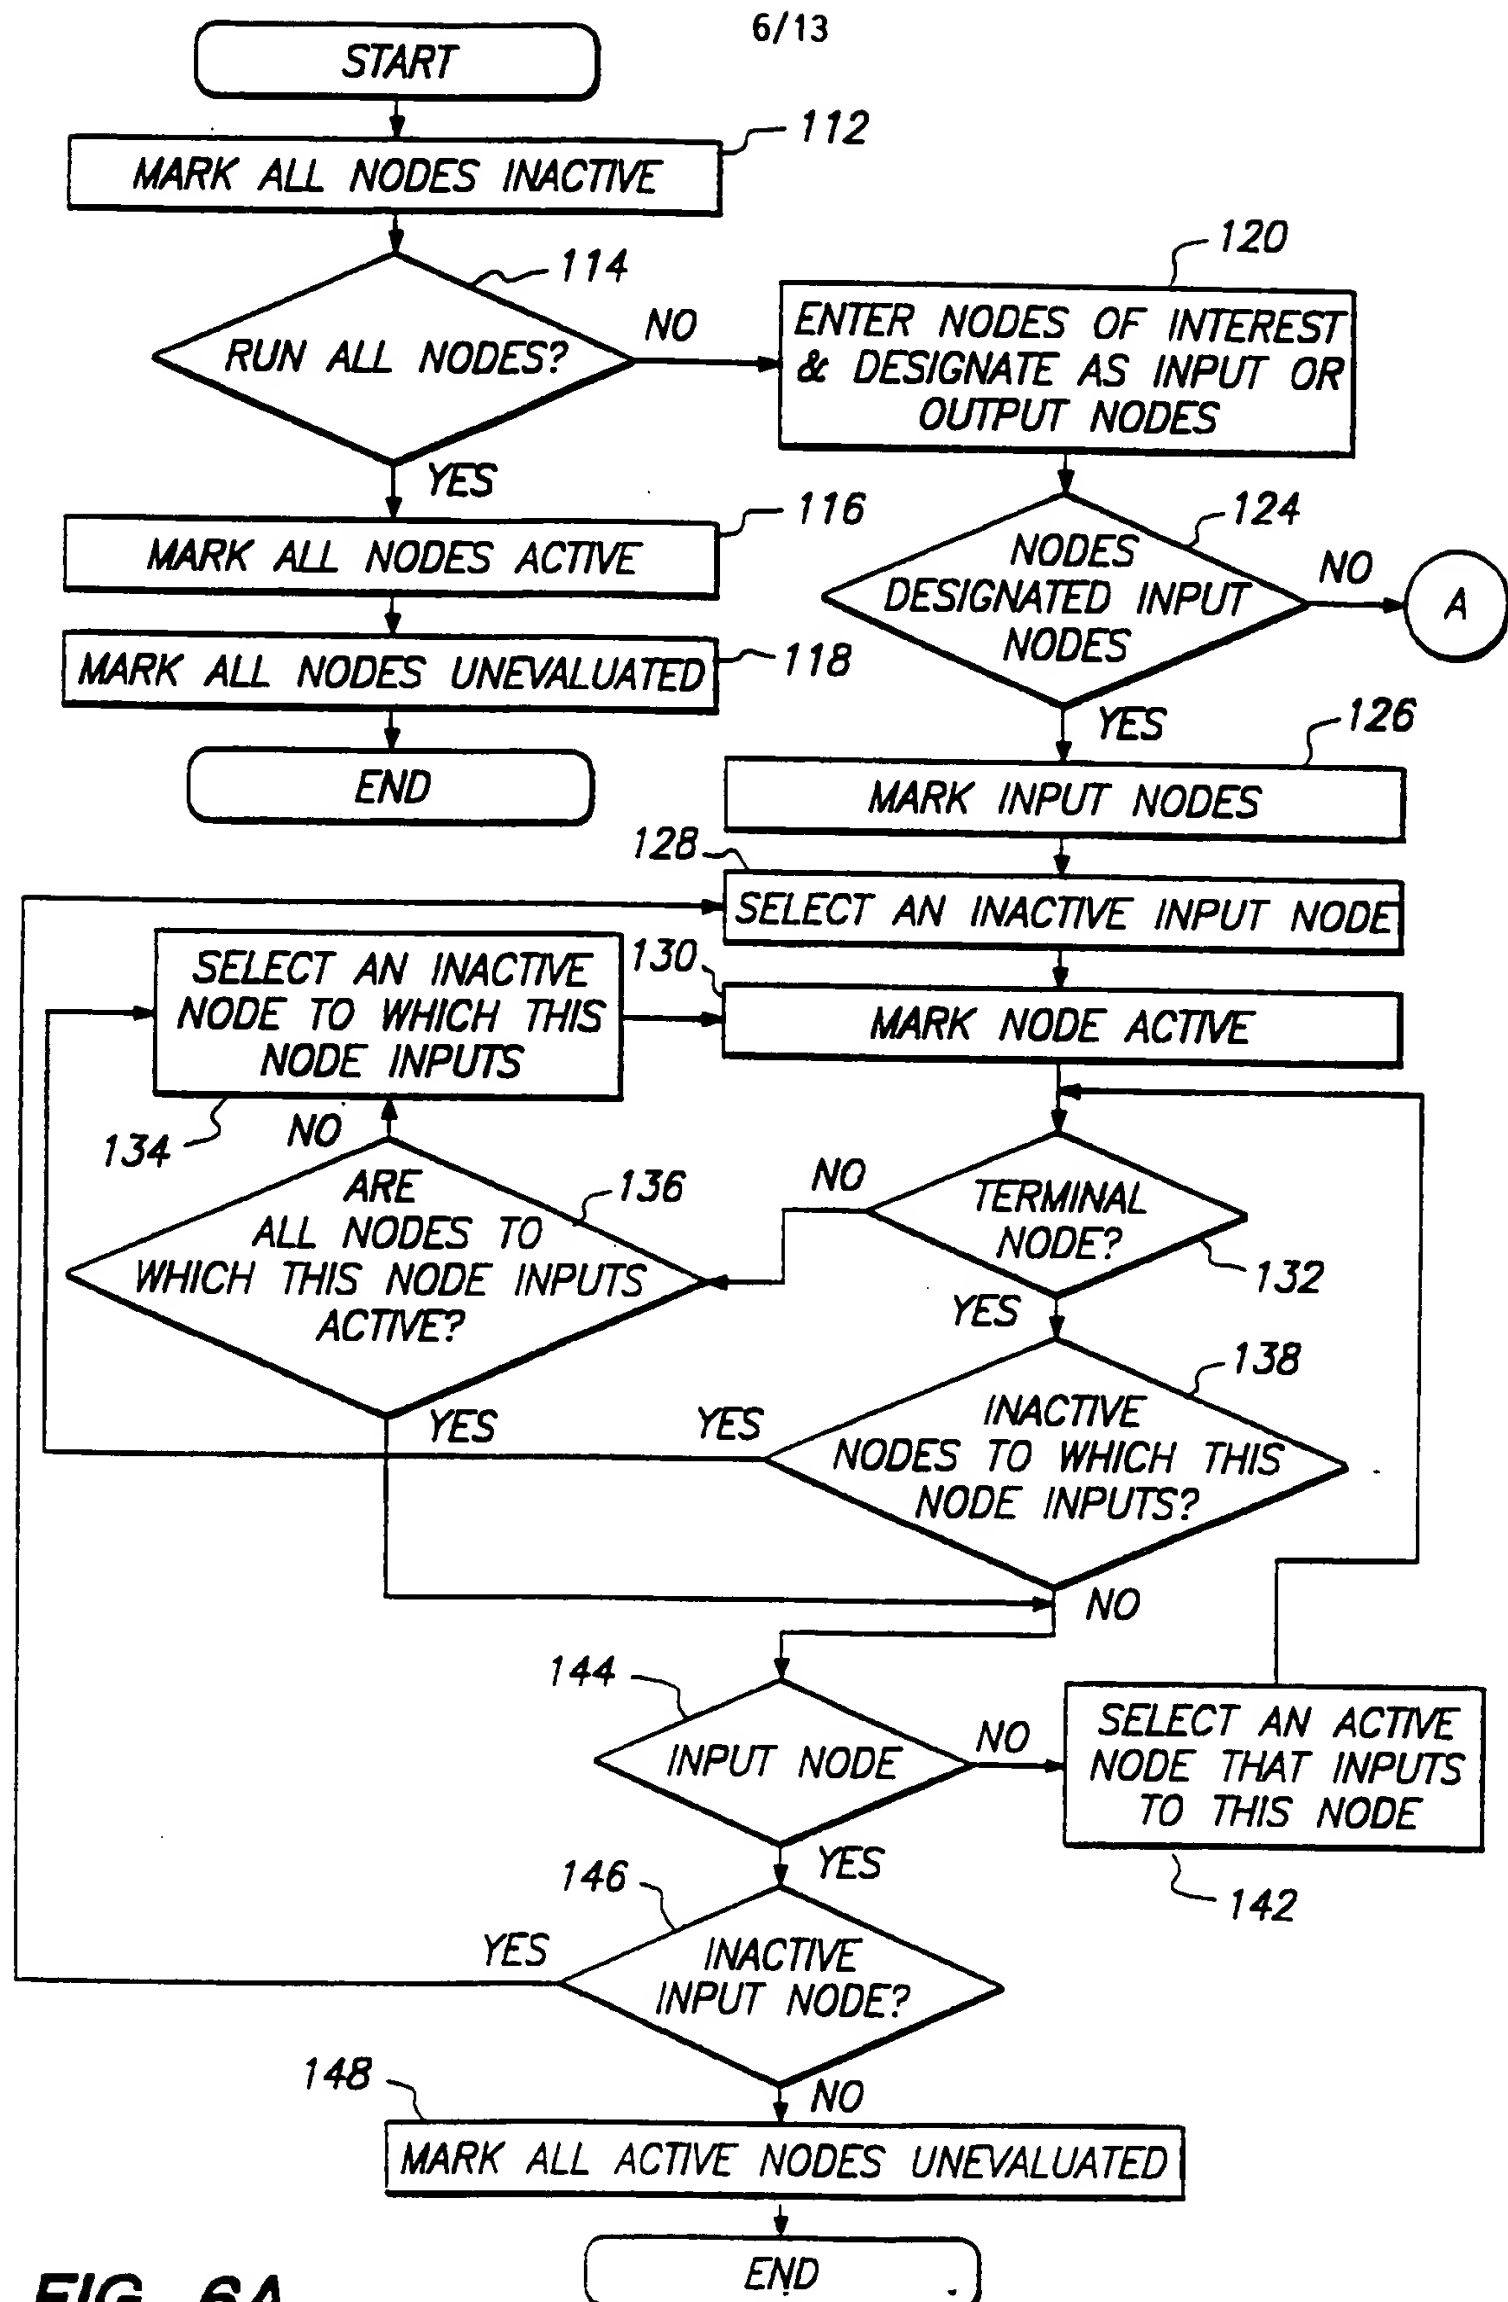 6/13
START
112
MARK ALL NODES INACTIVE
114
RUN ALL NODES?
NO
120
ENTER NODES OF INTEREST
& DESIGNATE AS INPUT OR
OUTPUT NODES
YES
116
MARK ALL NODES ACTIVE
124
NODES
DESIGNATED INPUT
NODES
NO
A
118
MARK ALL NODES UNEVALUATED
YES
126
END
MARK INPUT NODES
128
SELECT AN INACTIVE INPUT NODE
SELECT AN INACTIVE
NODE TO WHICH THIS
NODE INPUTS
130
MARK NODE ACTIVE
134
NO
ARE
ALL NODES TO
WHICH THIS NODE INPUTS
ACTIVE?
136
NO
TERMINAL
NODE?
132
YES
138
YES
YES
INACTIVE
NODES TO WHICH THIS
NODE INPUTS?
NO
144
INPUT NODE
NO
SELECT AN ACTIVE
NODE THAT INPUTS
TO THIS NODE
142
YES
146
YES
INACTIVE
INPUT NODE?
148
NO
MARK ALL ACTIVE NODES UNEVALUATED
END
FIG. 6A